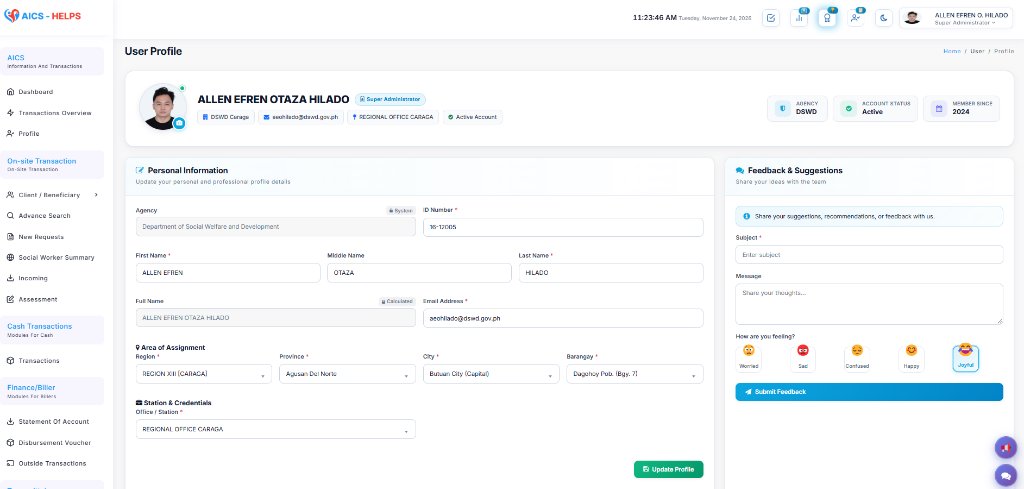 AICS - HELPS
11:23:46 AM Tuesday, November 24, 2026
ALLEN EFREN O. HILADO
Super Administrator
User Profile
Home / User / Profile
AICS
Information And Transactions
Dashboard
Transactions Overview
Profile
On-site Transaction
On-Site Transaction
Client / Beneficiary
Advance Search
New Requests
Social Worker Summary
Incoming
Assessment
Cash Transactions
Modules For Cash
Transactions
Finance/Biller
Modules For Billers
Statement Of Account
Disbursement Voucher
Outside Transactions
ALLEN EFREN OTAZA HILADO
Super Administrator
DSWD Caraga
aeohilado@dswd.gov.ph
REGIONAL OFFICE CARAGA
Active Account
AGENCY
DSWD
ACCOUNT STATUS
Active
MEMBER SINCE
2024
Personal Information
Update your personal and professional profile details
Agency
System
Department of Social Welfare and Development
ID Number *
16-12005
First Name *
ALLEN EFREN
Middle Name
OTAZA
Last Name *
HILADO
Full Name
Calculated
ALLEN EFREN OTAZA HILADO
Email Address *
aeohilado@dswd.gov.ph
Area of Assignment
Region *
REGION XIII (CARAGA)
Province *
Agusan Del Norte
City *
Butuan City (Capital)
Barangay *
Dagohoy Pob. (Bgy. 7)
Station & Credentials
Office / Station *
REGIONAL OFFICE CARAGA
Update Profile
Feedback & Suggestions
Share your ideas with the team
Share your suggestions, recommendations, or feedback with us.
Subject *
Enter subject
Message
Share your thoughts...
How are you feeling?
Worried
Sad
Confused
Happy
Joyful
Submit Feedback